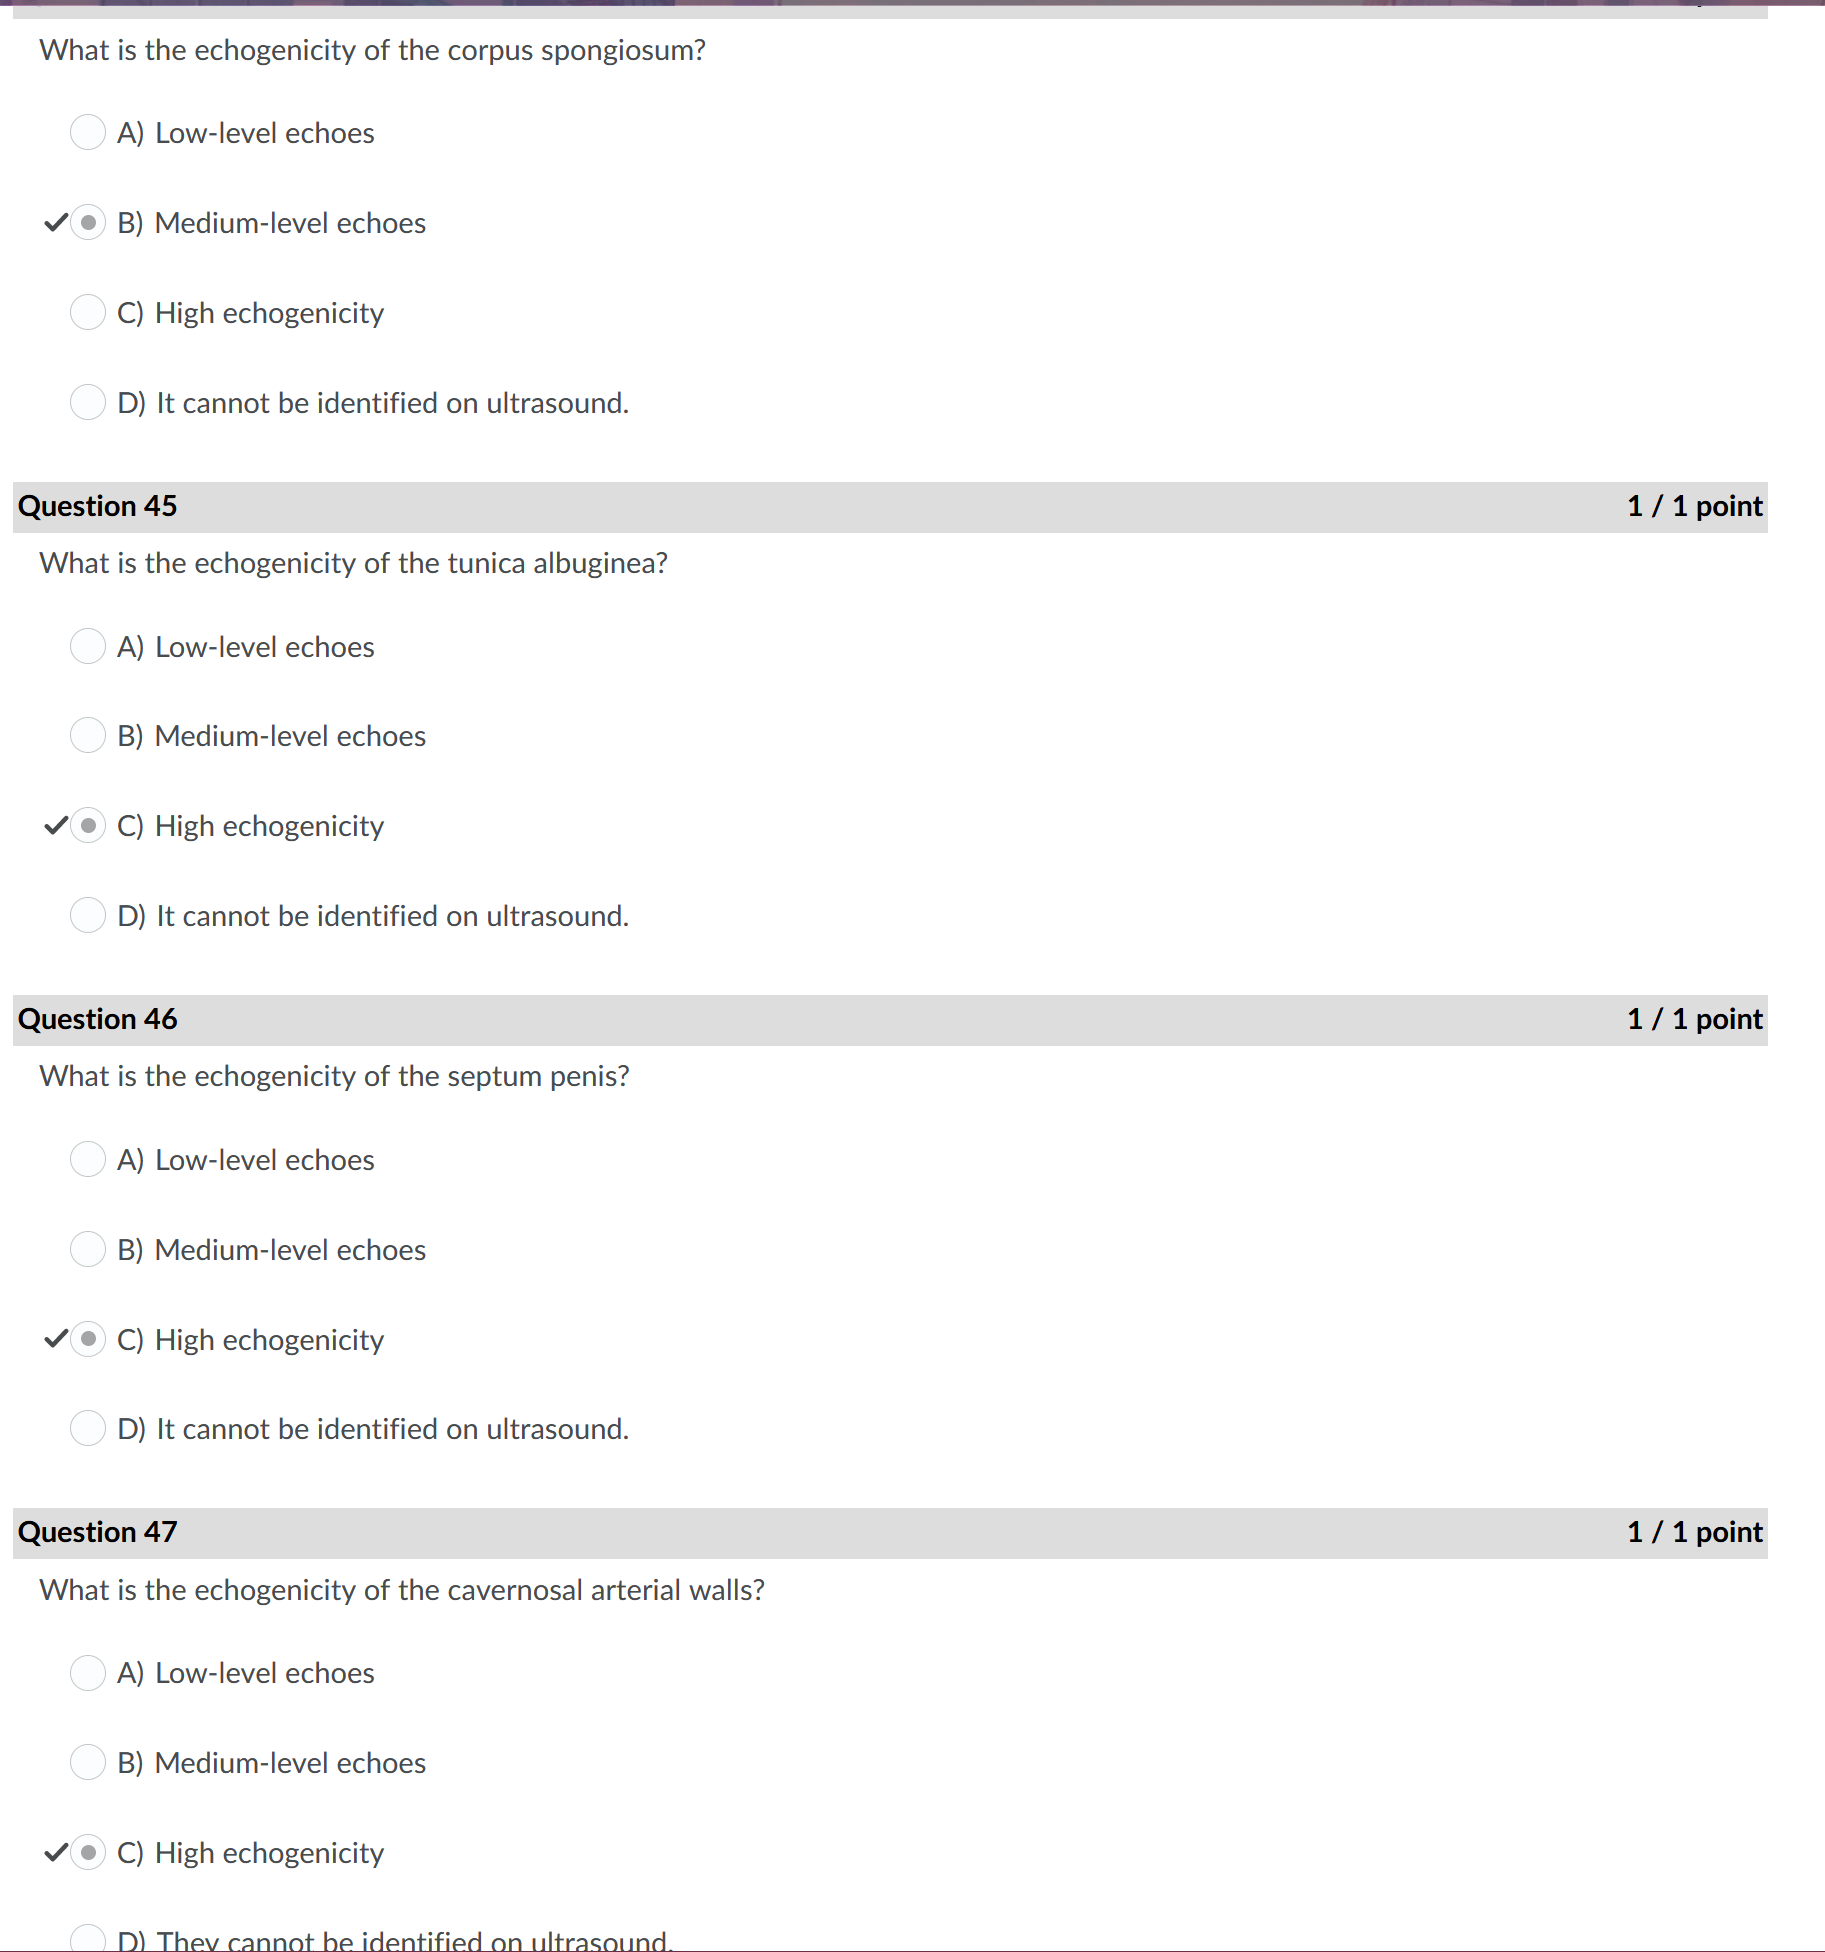 What is the echogenicity of the corpus spongiosum?
A) Low-level echoes
B) Medium-level echoes
C) High echogenicity
D) It cannot be identified on ultrasound.
Question 45 1 / 1 point
What is the echogenicity of the tunica albuginea?
A) Low-level echoes
B) Medium-level echoes
C) High echogenicity
D) It cannot be identified on ultrasound.
Question 46 1 / 1 point
What is the echogenicity of the septum penis?
A) Low-level echoes
B) Medium-level echoes
C) High echogenicity
D) It cannot be identified on ultrasound.
Question 47 1 / 1 point
What is the echogenicity of the cavernosal arterial walls?
A) Low-level echoes
B) Medium-level echoes
C) High echogenicity
D) They cannot be identified on ultrasound.